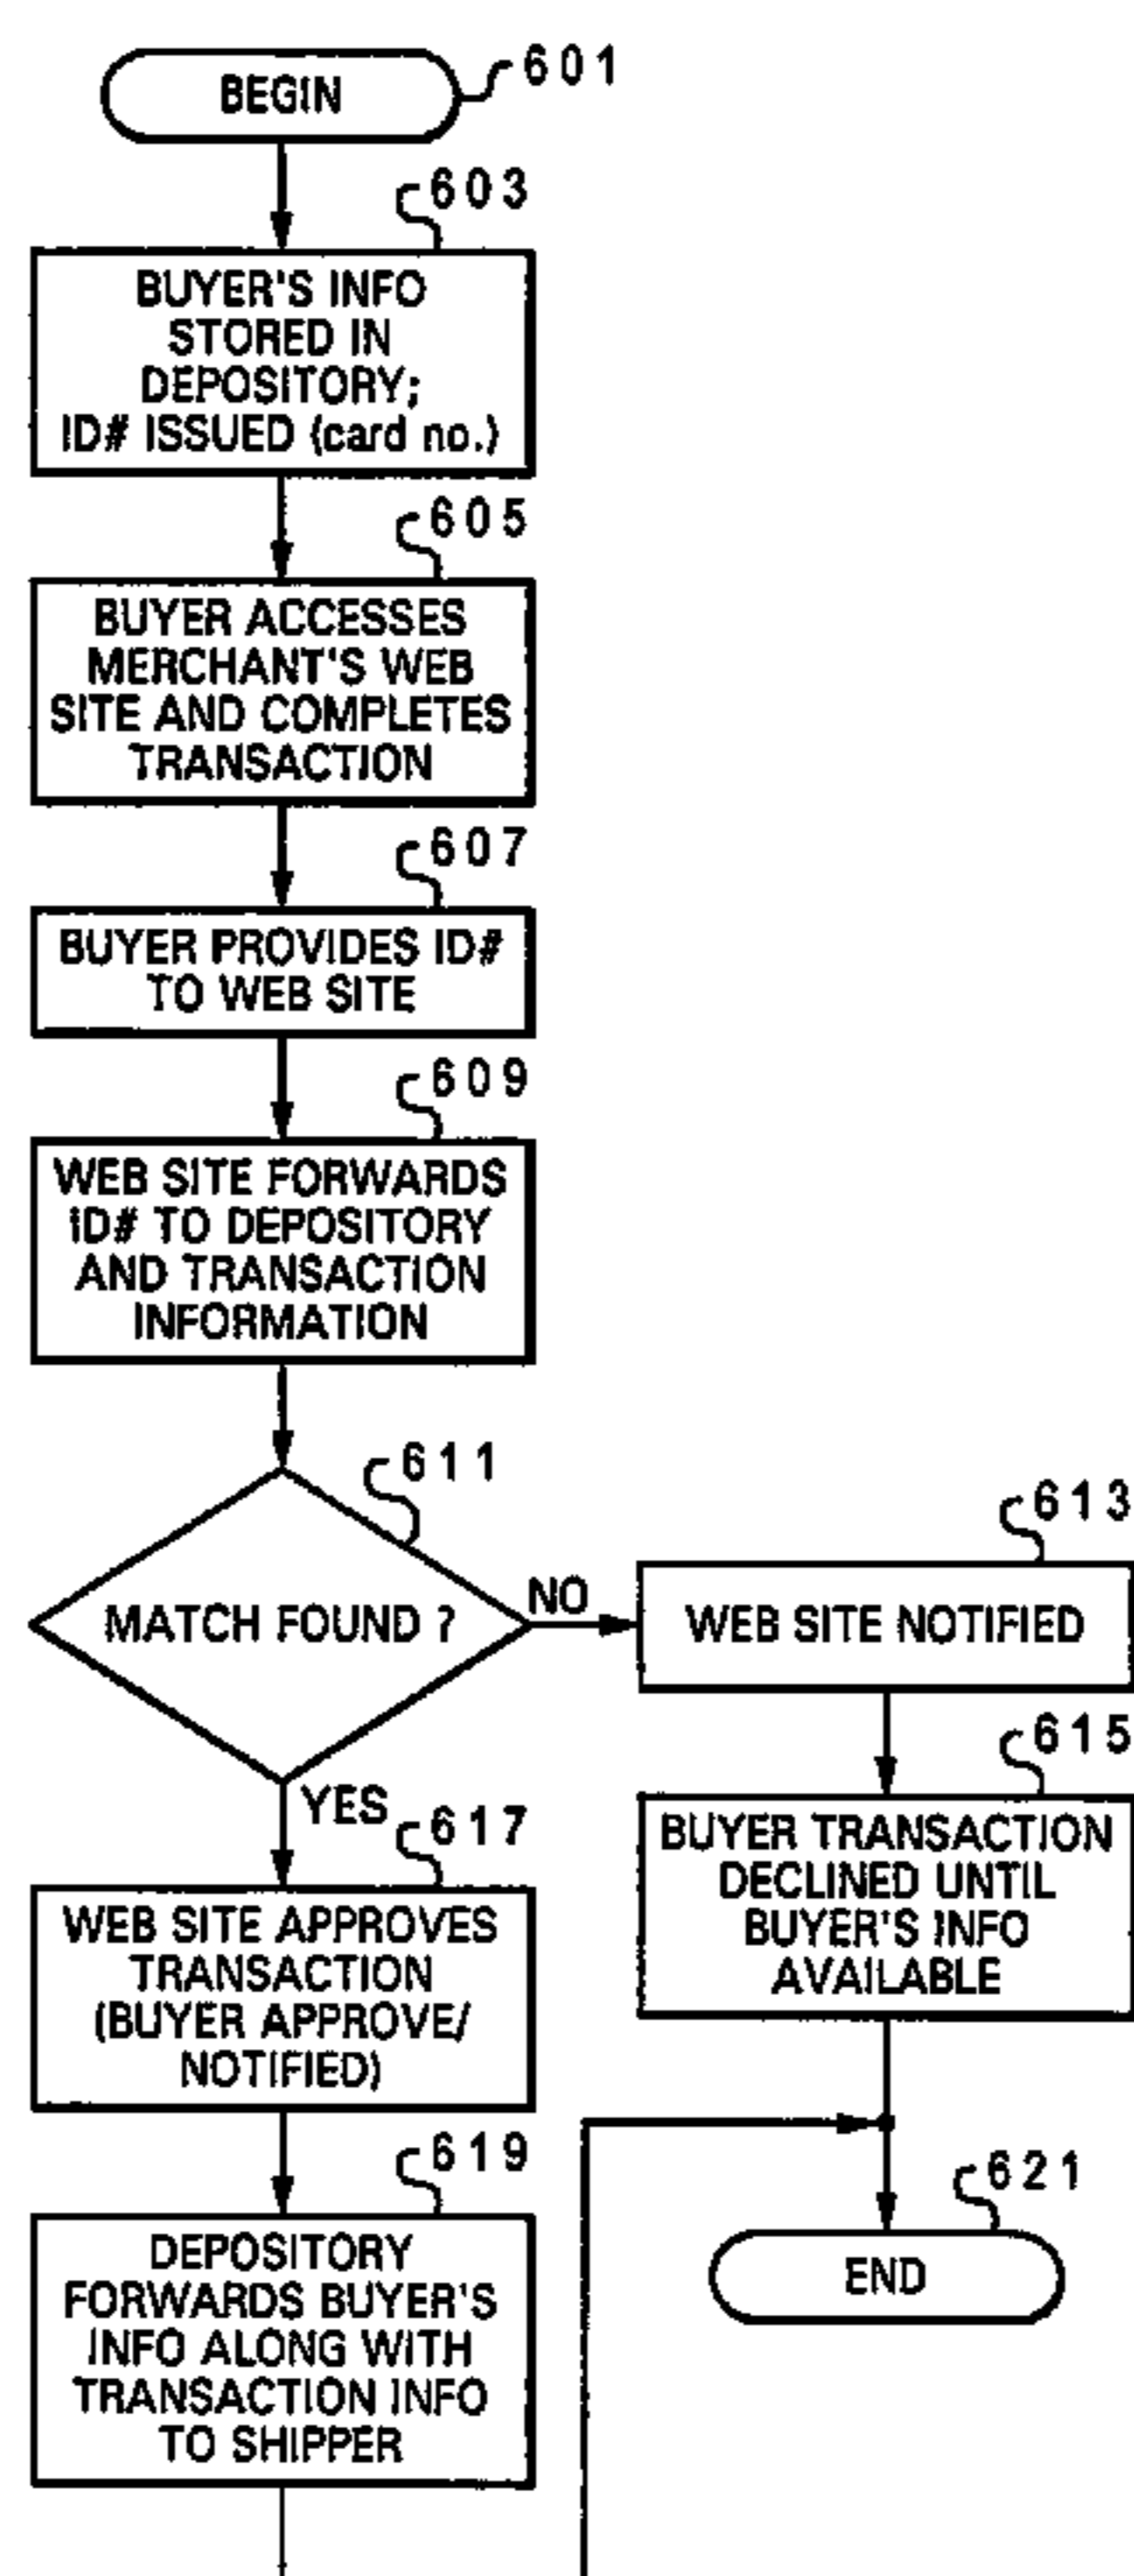 BEGIN
601
603
BUYER'S INFO
STORED IN
DEPOSITORY;
ID# ISSUED (card no.)
605
BUYER ACCESSES
MERCHANT'S WEB
SITE AND COMPLETES
TRANSACTION
607
BUYER PROVIDES ID#
TO WEB SITE
609
WEB SITE FORWARDS
ID# TO DEPOSITORY
AND TRANSACTION
INFORMATION
611
MATCH FOUND ?
NO
613
WEB SITE NOTIFIED
615
BUYER TRANSACTION
DECLINED UNTIL
BUYER'S INFO
AVAILABLE
YES
617
WEB SITE APPROVES
TRANSACTION
(BUYER APPROVE/
NOTIFIED)
619
DEPOSITORY
FORWARDS BUYER'S
INFO ALONG WITH
TRANSACTION INFO
TO SHIPPER
621
END